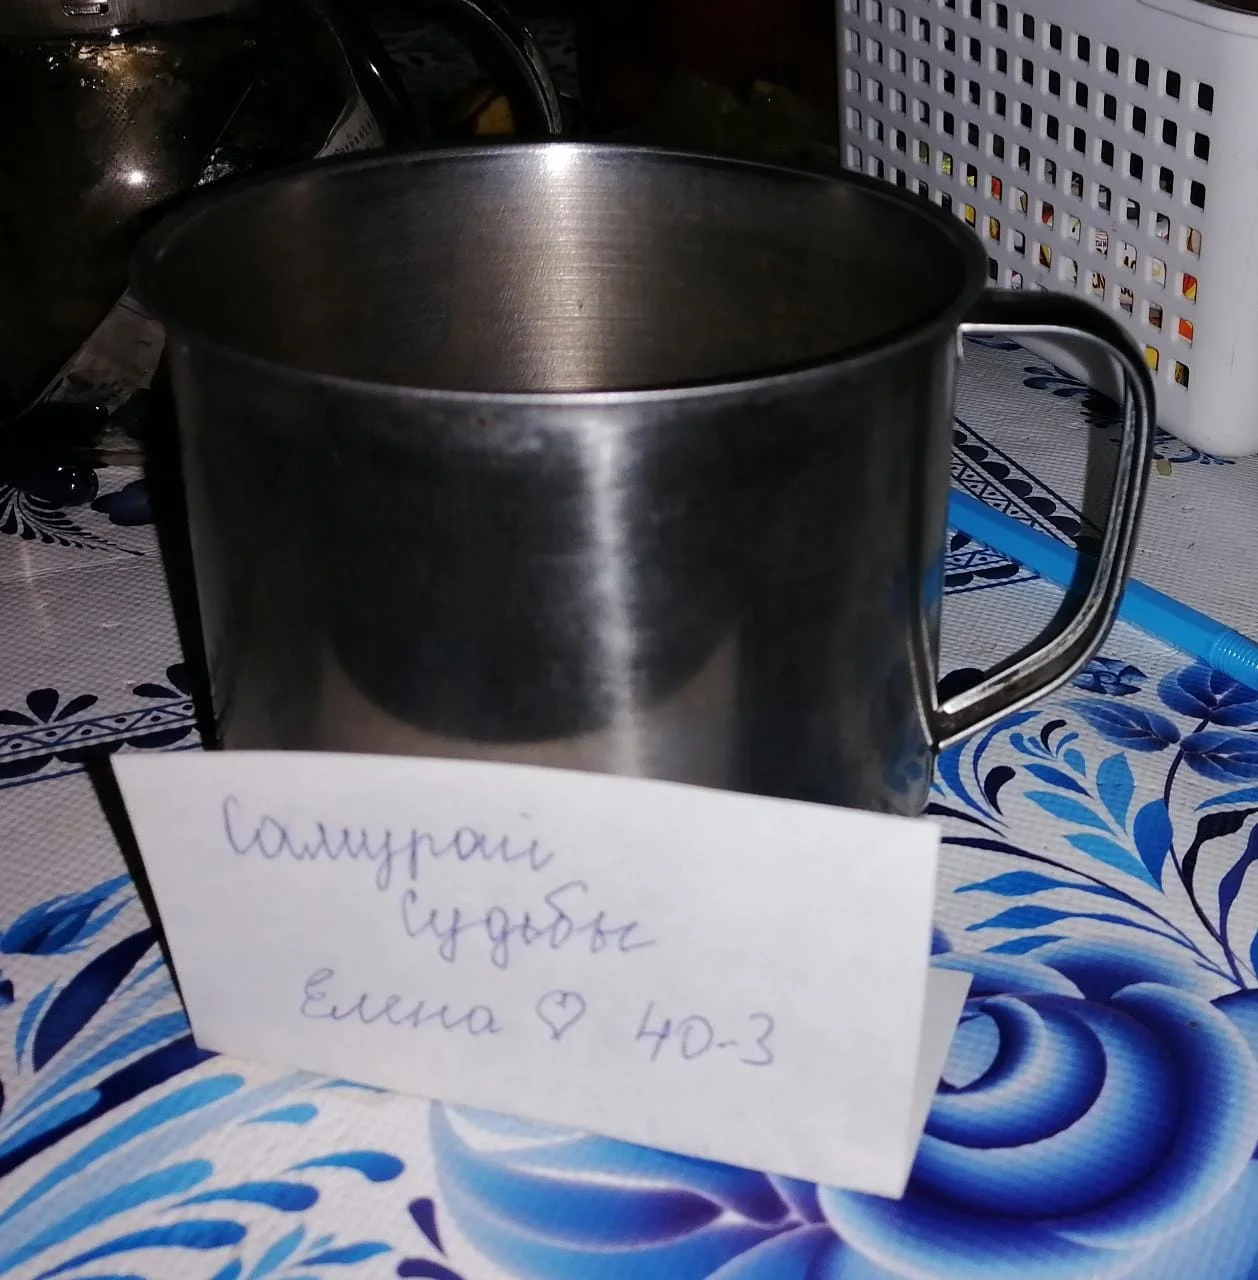 Самурай
Судьбы
Елена ♡ 40-3